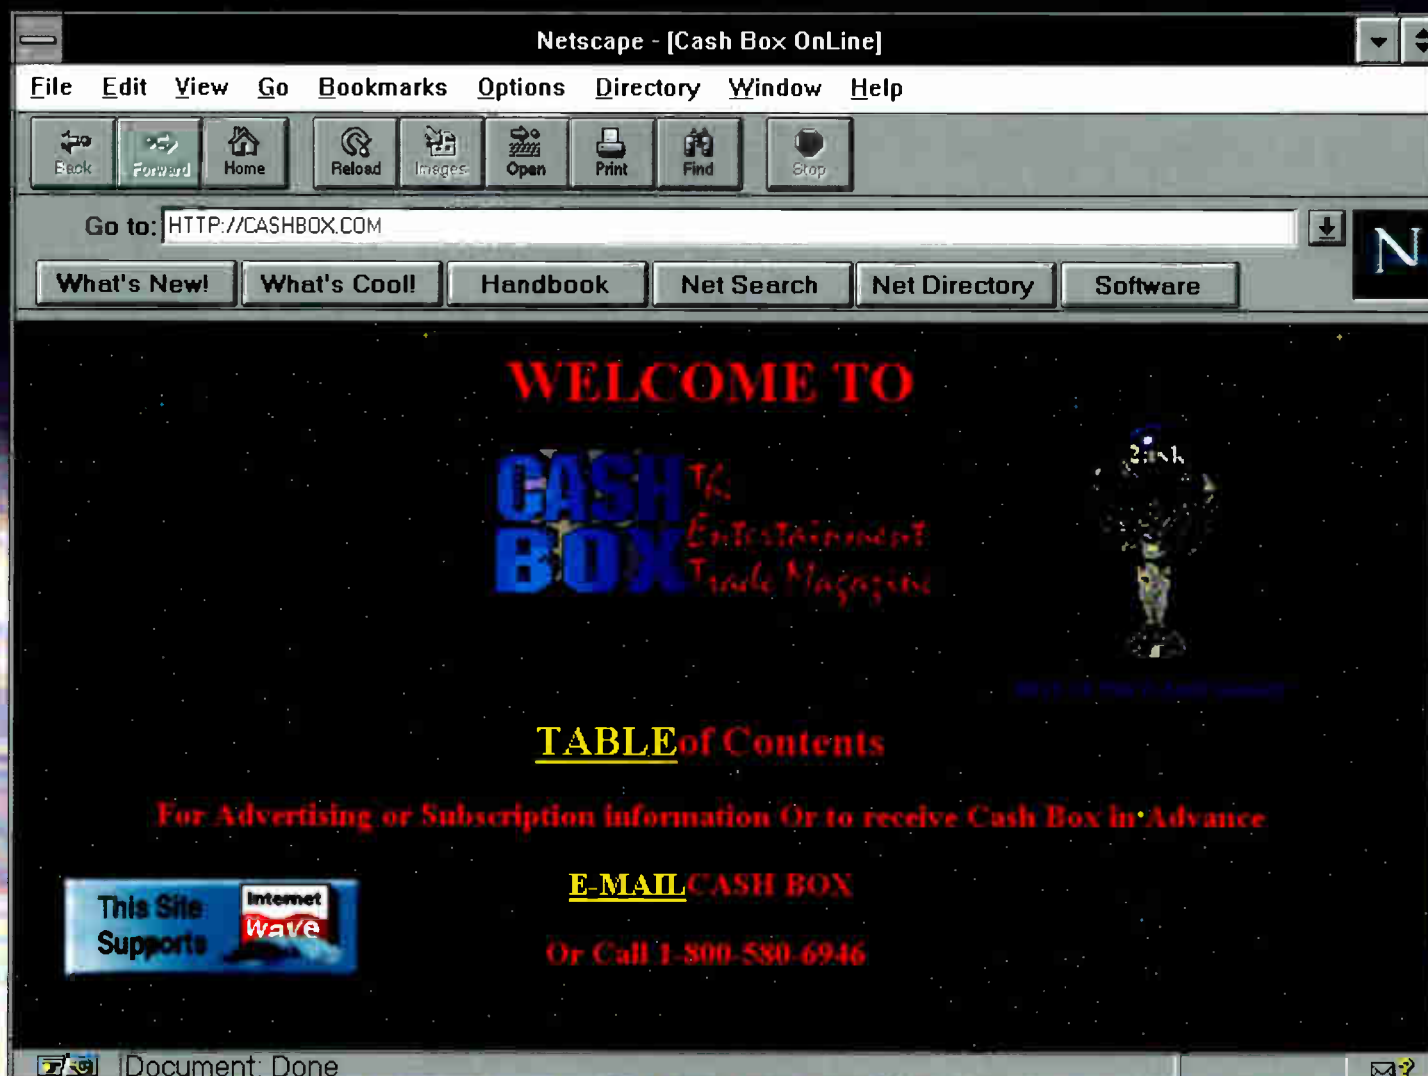 Netscape - [Cash Box OnLine]
File Edit View Go Bookmarks Options Directory Window Help
Back Forward Home Reload Images Open Print Find Stop
Go to: HTTP://CASHBOX.COM
N
What's New! What's Cool! Handbook Net Search Net Directory Software
WELCOME TO
CASH BOX The Entertainment Trade Magazine
TABLE of Contents
For Advertising or Subscription information Or to receive Cash Box in Advance
E-MAIL CASH BOX
This Site Supports Internet Wave
Or Call 1-800-580-6946
Document: Done